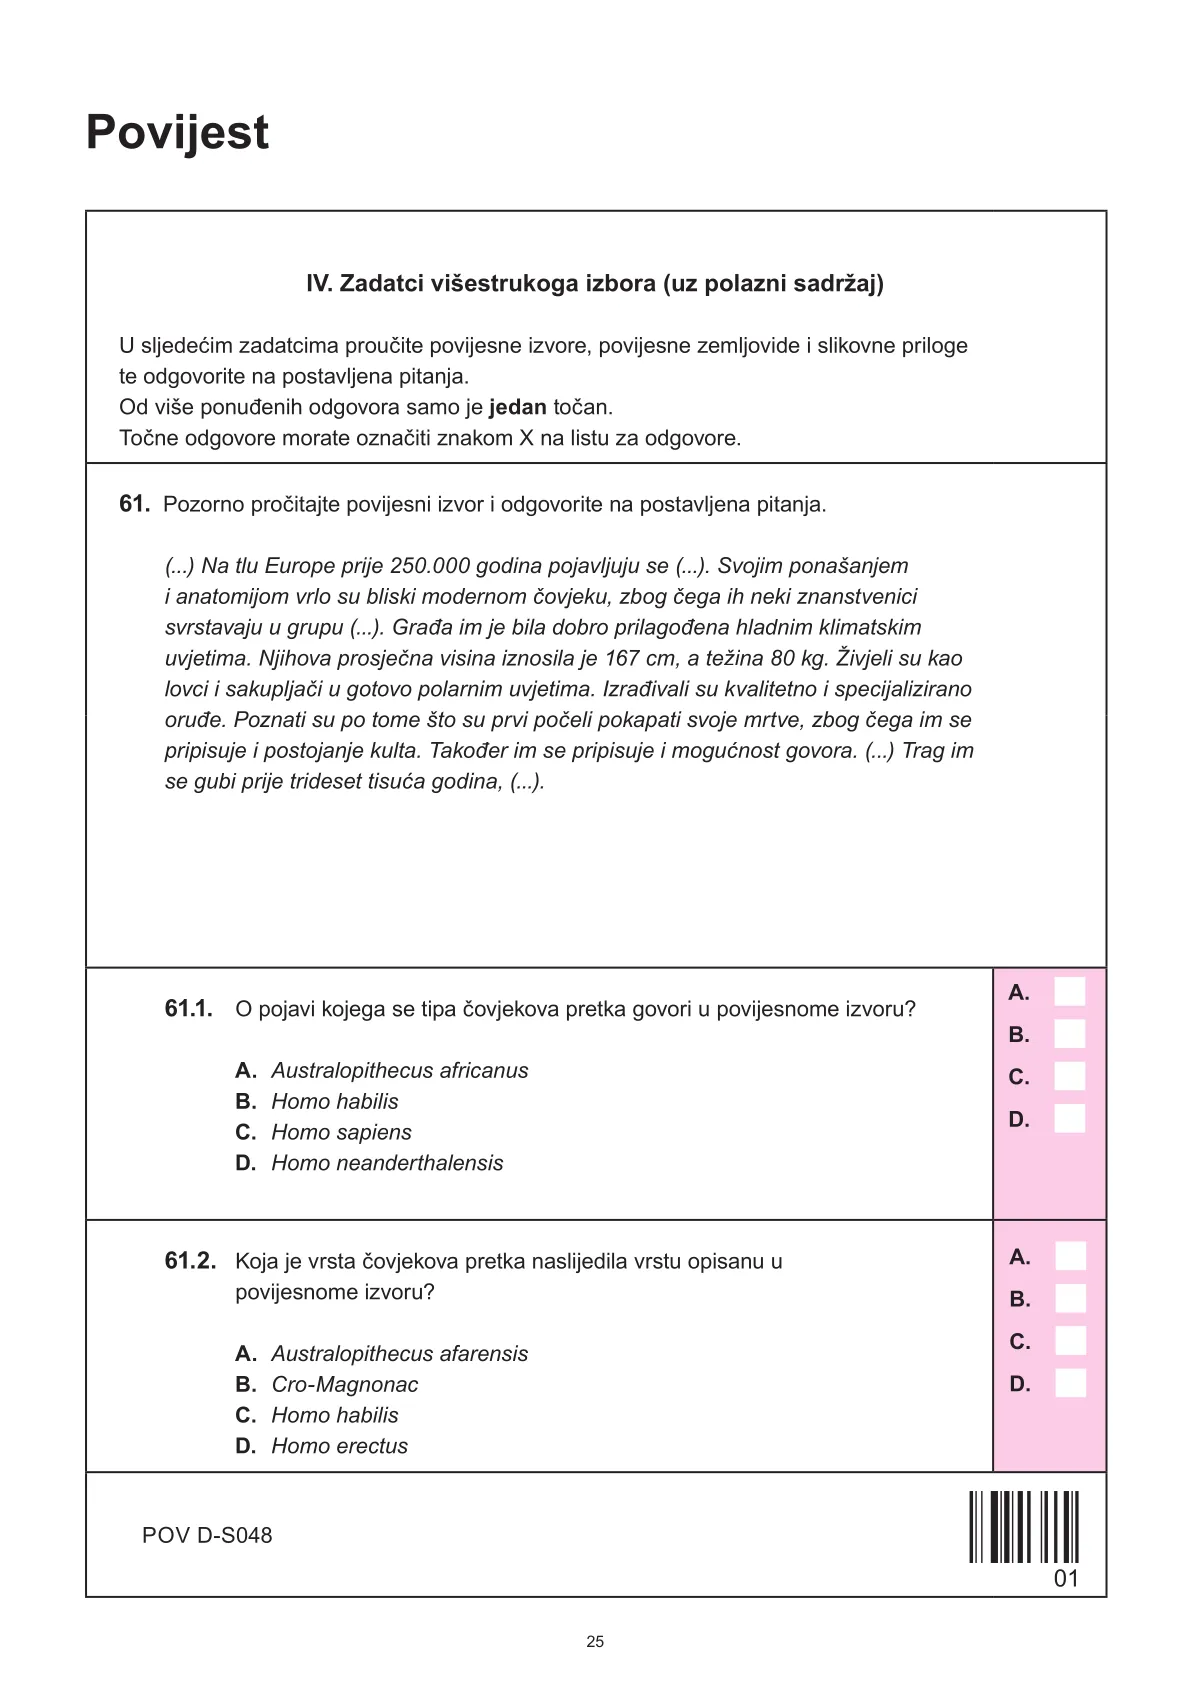 Povijest
IV. Zadatci višestrukoga izbora (uz polazni sadržaj)
U sljedećim zadatcima proučite povijesne izvore, povijesne zemljovide i slikovne priloge
te odgovorite na postavljena pitanja.
Od više ponuđenih odgovora samo je jedan točan.
Točne odgovore morate označiti znakom X na listu za odgovore.
61. Pozorno pročitajte povijesni izvor i odgovorite na postavljena pitanja.
(...) Na tlu Europe prije 250.000 godina pojavljuju se (...). Svojim ponašanjem
i anatomijom vrlo su bliski modernom čovjeku, zbog čega ih neki znanstvenici
svrstavaju u grupu (...). Građa im je bila dobro prilagođena hladnim klimatskim
uvjetima. Njihova prosječna visina iznosila je 167 cm, a težina 80 kg. Živjeli su kao
lovci i sakupljači u gotovo polarnim uvjetima. Izrađivali su kvalitetno i specijalizirano
oruđe. Poznati su po tome što su prvi počeli pokapati svoje mrtve, zbog čega im se
pripisuje i postojanje kulta. Također im se pripisuje i mogućnost govora. (...) Trag im
se gubi prije trideset tisuća godina, (...).
61.1. O pojavi kojega se tipa čovjekova pretka govori u povijesnome izvoru?
A. Australopithecus africanus
B. Homo habilis
C. Homo sapiens
D. Homo neanderthalensis
A.
B.
C.
D.
61.2. Koja je vrsta čovjekova pretka naslijedila vrstu opisanu u
povijesnome izvoru?
A. Australopithecus afarensis
B. Cro-Magnonac
C. Homo habilis
D. Homo erectus
A.
B.
C.
D.
POV D-S048
01
25